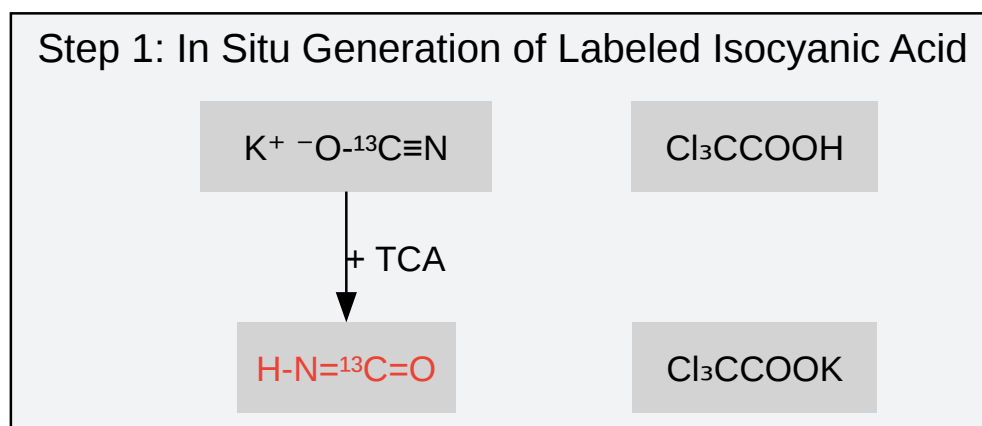 Step 1: In Situ Generation of Labeled Isocyanic Acid
K⁺ ⁻O-¹³C≡N
Cl₃CCOOH
+ TCA
H-N=¹³C=O
Cl₃CCOOK